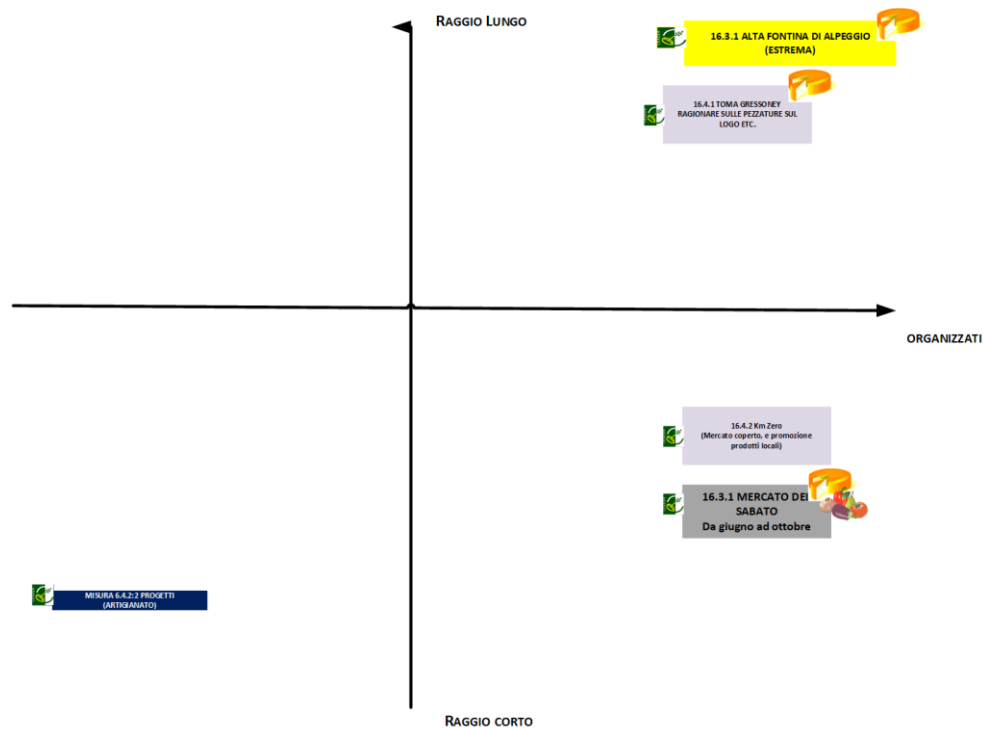 RAGGIO LUNGO
16.3.1 ALTA FONTINA DI ALPEGGIO
(ESTREMA)
16.4.1 TOMA GRESSONEY
RAGIONARE SULLE PEZZATURE SUL
LOGO ETC.
ORGANIZZATI
16.4.2 Km Zero
(Mercato coperto, e promozione
prodotti locali)
16.3.1 MERCATO DEL
SABATO
Da giugno ad ottobre
MISURA 6.4.2: 2 PROGETTI
(ARTIGIANATO)
RAGGIO CORTO